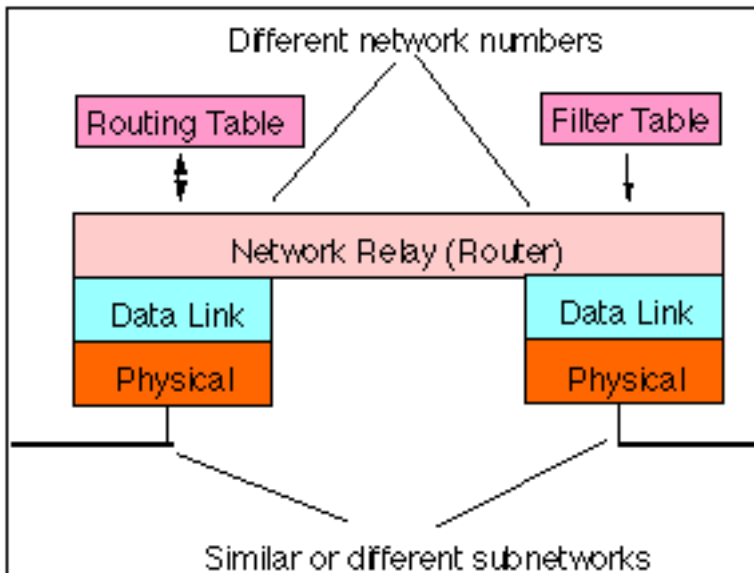 Different network numbers
Routing Table
Filter Table
Network Relay (Router)
Data Link
Data Link
Physical
Physical
Similar or different subnetworks